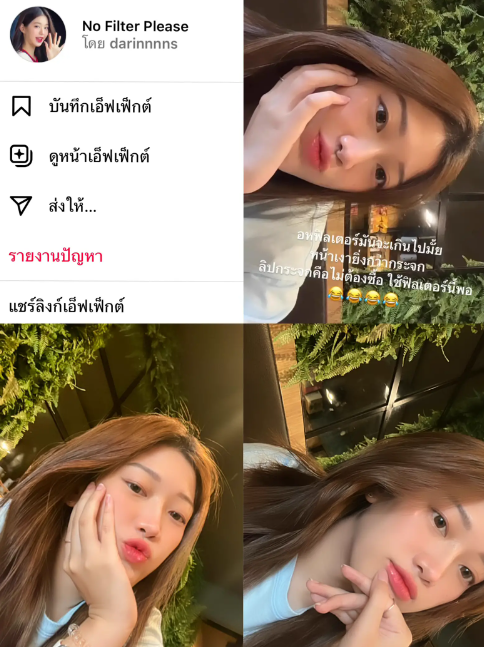 No Filter Please
โดย darinnnns
บันทึกเอ็ฟเฟ็กต์
ดูหน้าเอ็ฟเฟ็กต์
ส่งให้...
รายงานปัญหา
แชร์ลิงก์เอ็ฟเฟ็กต์
อหฟิลเตอร์มันจะเกินไปมั้ย
หน้าเงายิ่งกว่ากระจก
ลิปกระจกคือไม่ต้องซื้อ ใช้ฟิลเตอร์นี้พอ
😂😂😂😂